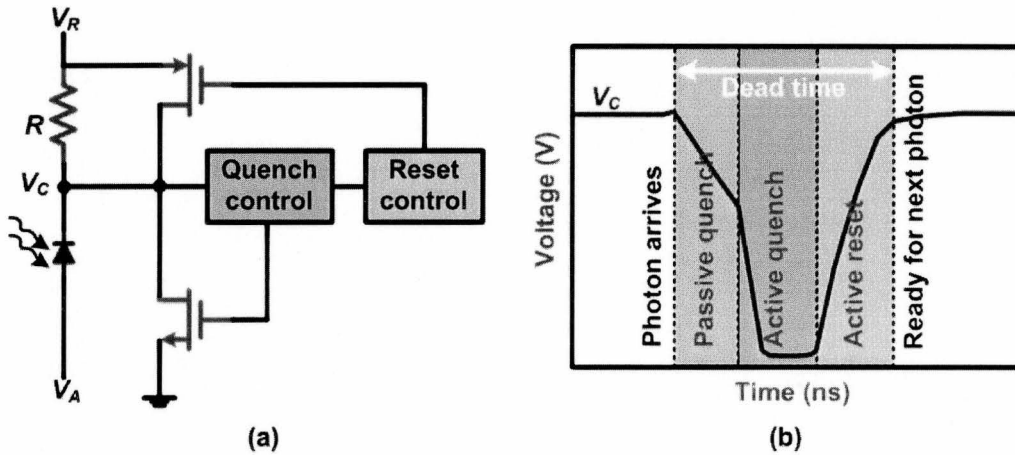 V_R
R
V_C
V_A
Quench
control
Reset
control
(a)
Dead time
V_C
Voltage (V)
Photon arrives
Passive quench
Active quench
Active reset
Ready for next photon
Time (ns)
(b)